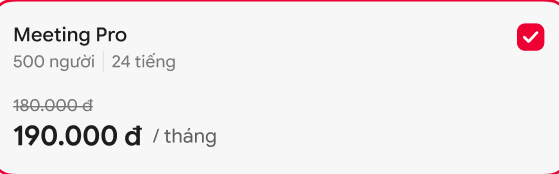 Meeting Pro
500 người | 24 tiếng
180.000 đ
190.000 đ / tháng